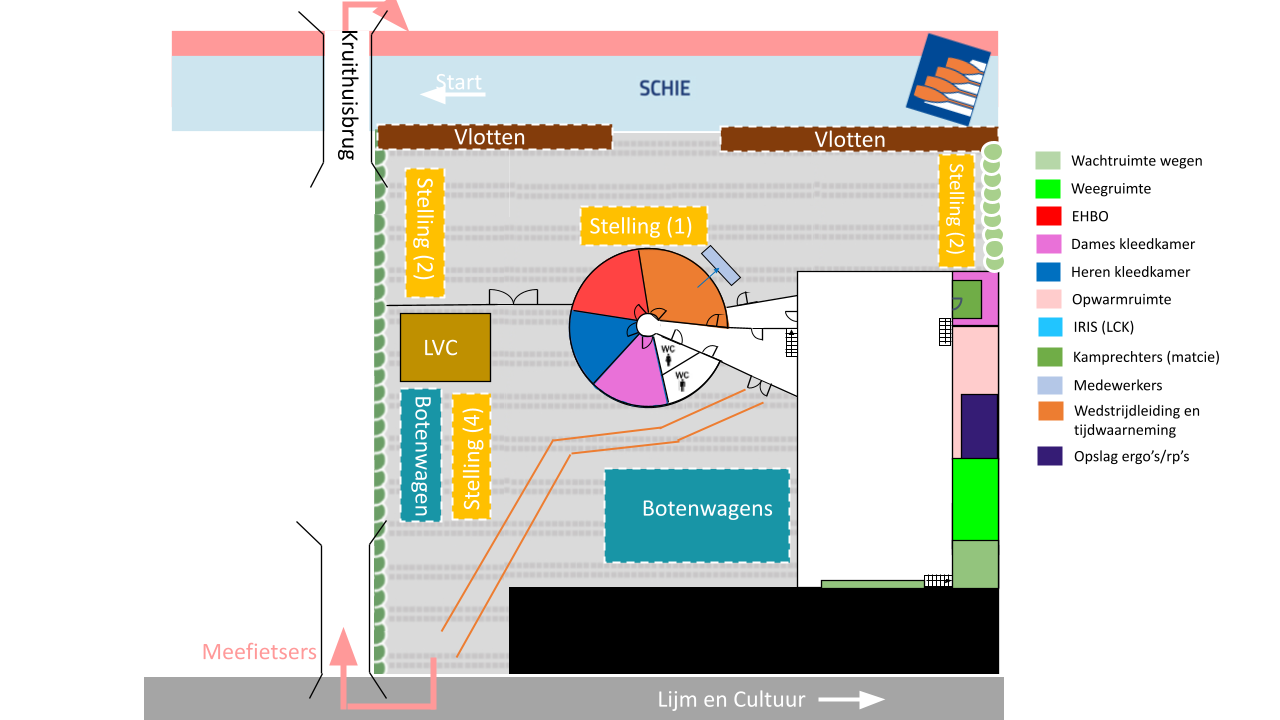 Kruithuisbrug
Start
SCHIE
Vlotten
Vlotten
Stelling (2)
Stelling (1)
Stelling (2)
LVC
WC
WC
Botenwagen
Stelling (4)
Botenwagens
Meefietsers
Lijm en Cultuur
Wachtruimte wegen
Weegruimte
EHBO
Dames kleedkamer
Heren kleedkamer
Opwarmruimte
IRIS (LCK)
Kamprechters (matcie)
Medewerkers
Wedstrijdleiding en
tijdwaarneming
Opslag ergo's/rp's